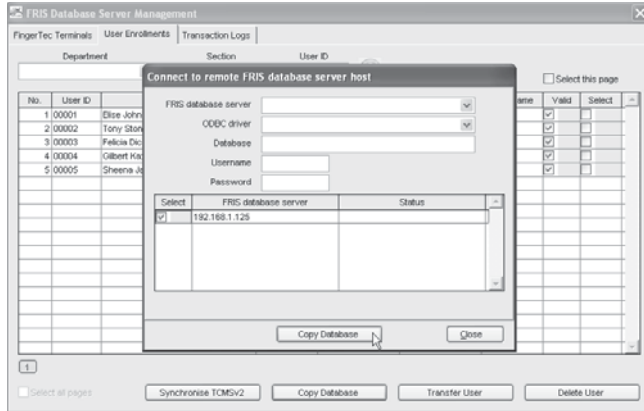 FRIS Database Server Management
FingerTec Terminals User Enrollments Transaction Logs
Department Section User ID
Connect to remote FRIS database server host
Select this page
No. User ID ame Valid Select
FRIS database server
1 00001 Elise John
ODBC driver
2 00002 Tony Ston
Database
3 00003 Felicia Dic
4 00004 Gilbert Ka
Username
5 00005 Sheena Ja
Password
Select FRIS database server Status
192.168.1.125
Copy Database Close
1
Select all pages Synchronise TCMSv2 Copy Database Transfer User Delete User